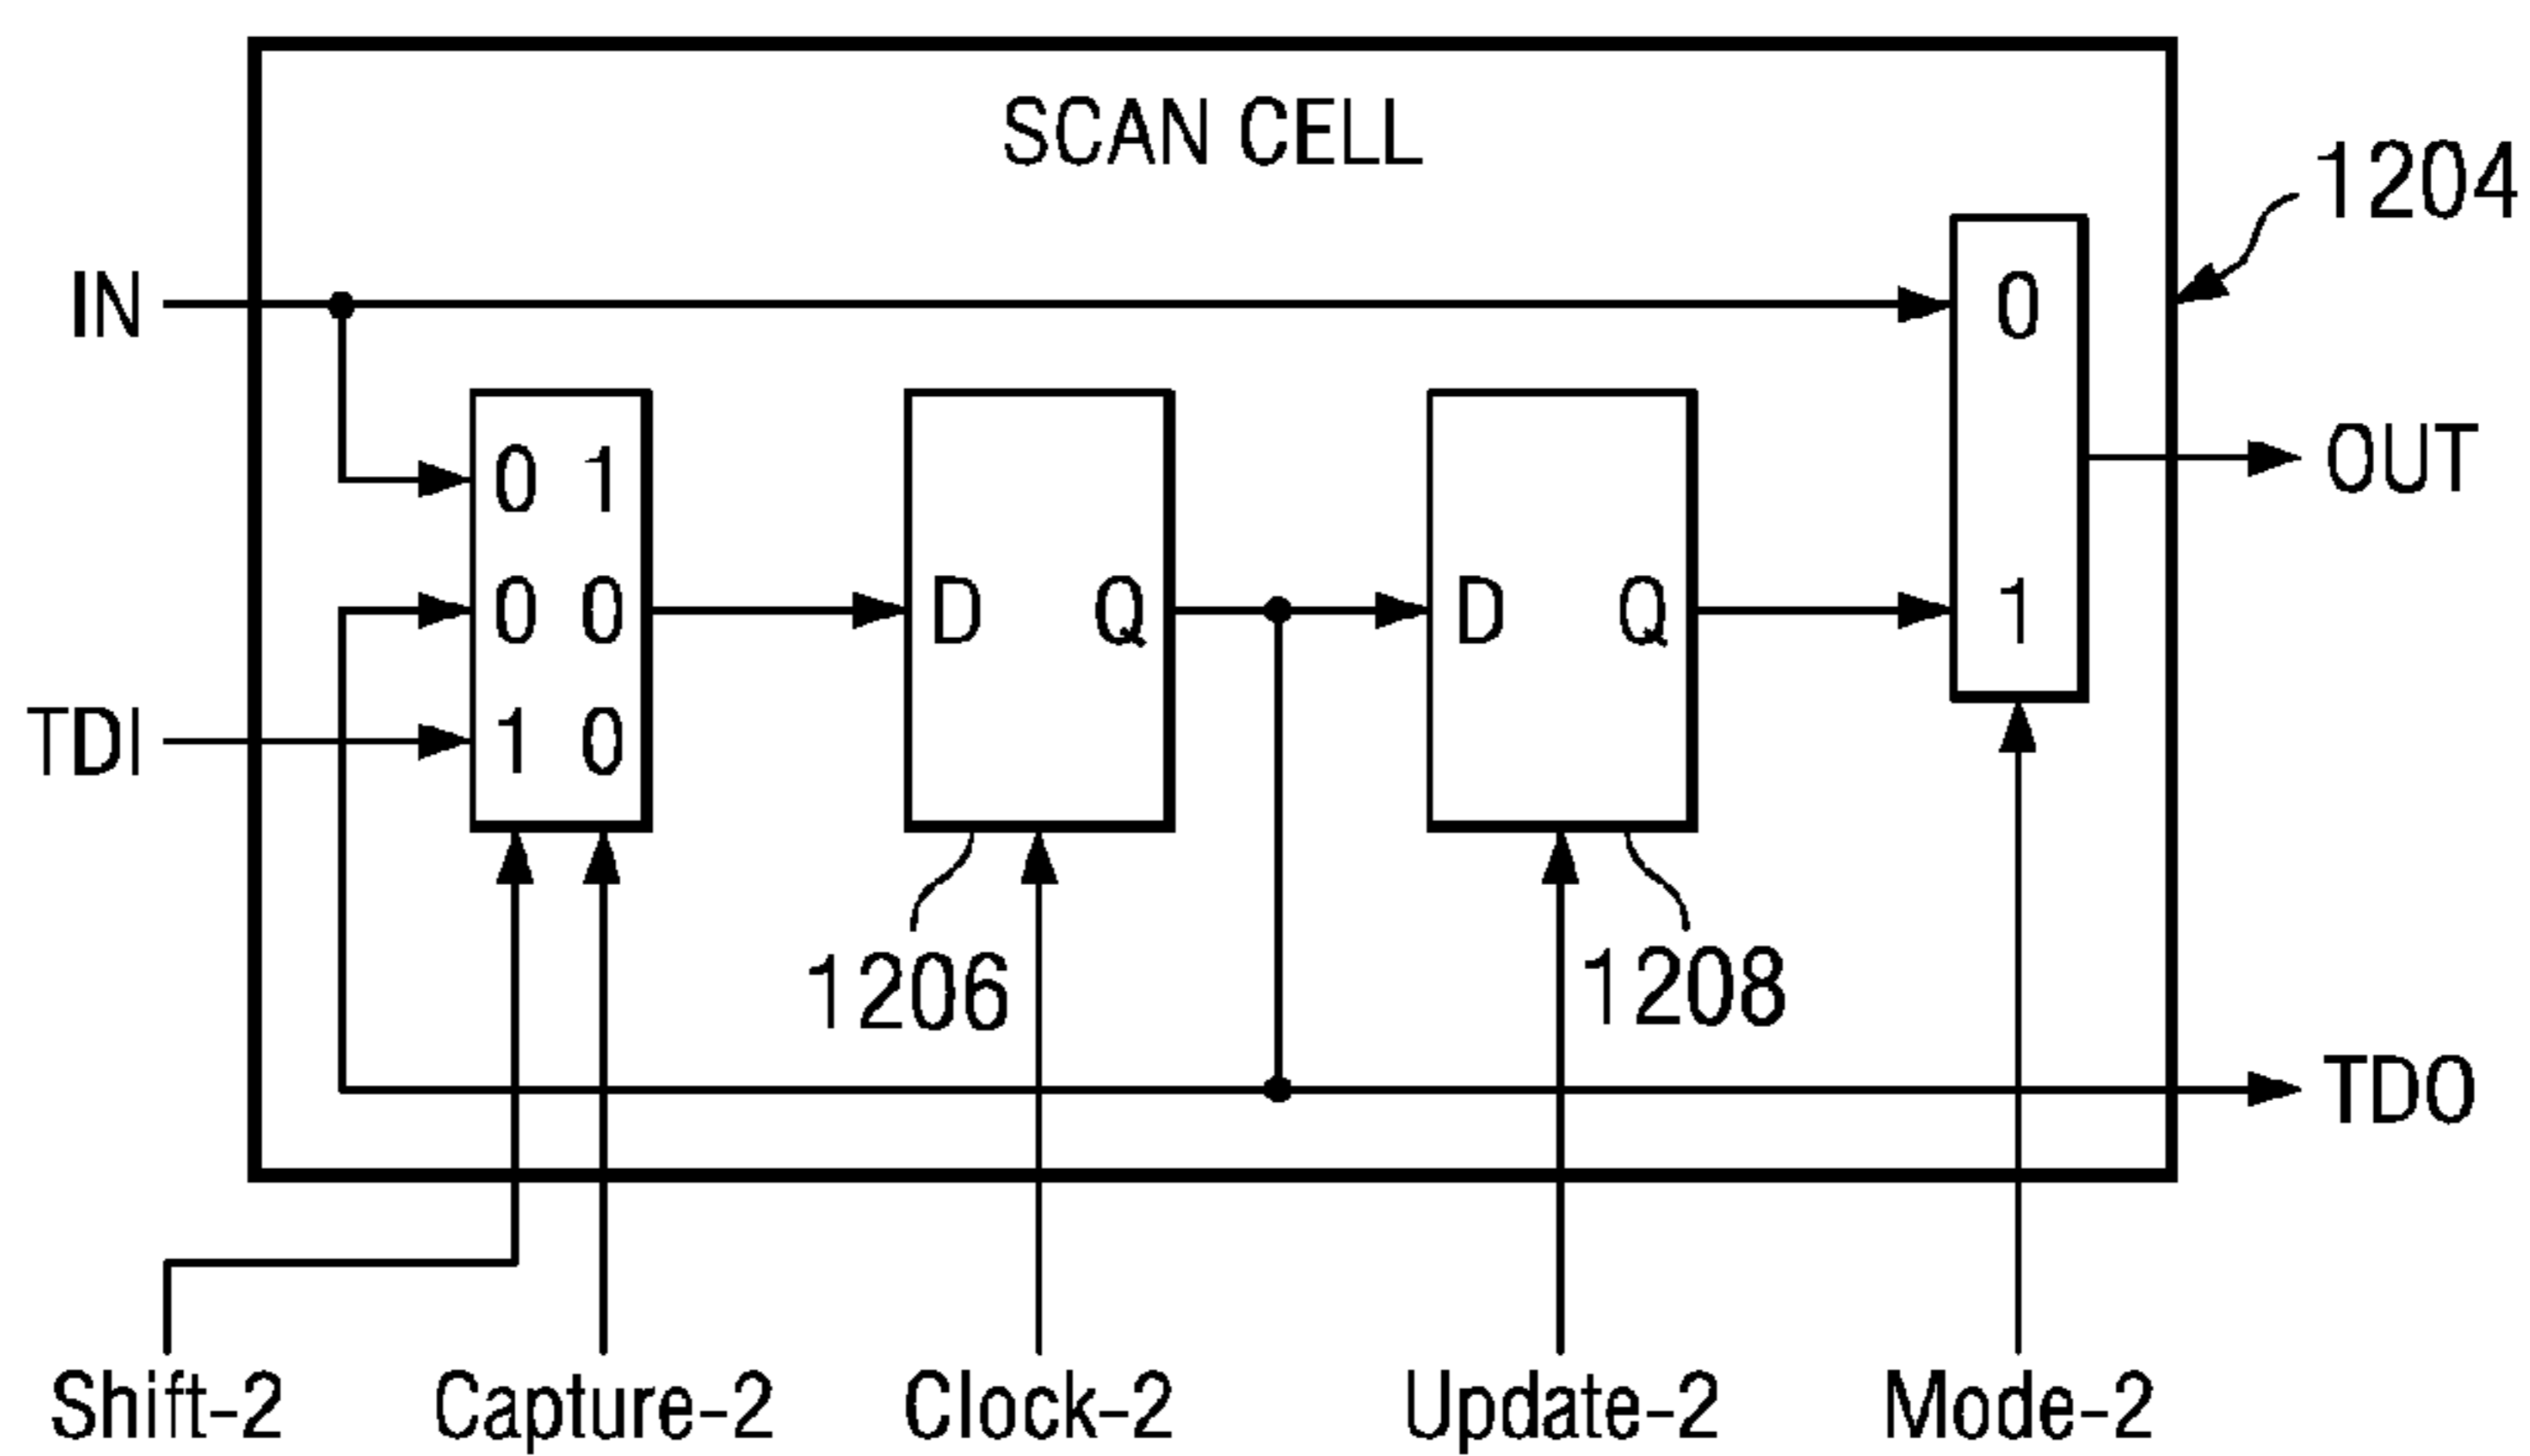 SCAN CELL
1204
IN
0
0 1
OUT
0 0
D Q
D Q
1
TDI
1 0
1206
1208
TDO
Shift-2
Capture-2
Clock-2
Update-2
Mode-2